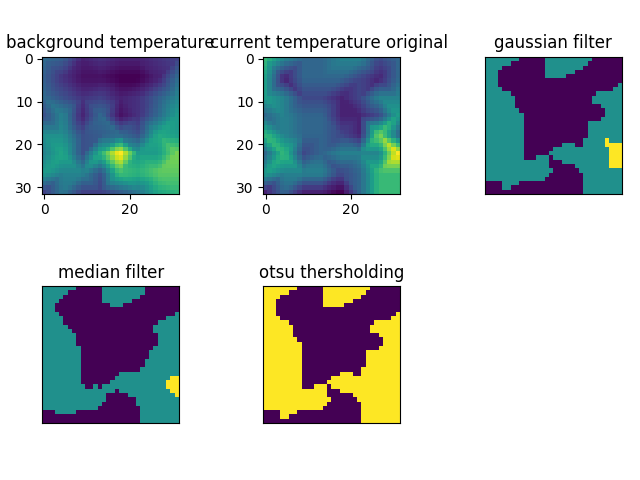 background temperature
current temperature original
gaussian filter
0
10
20
30
0
20
0
10
20
30
0
20
median filter
otsu thersholding